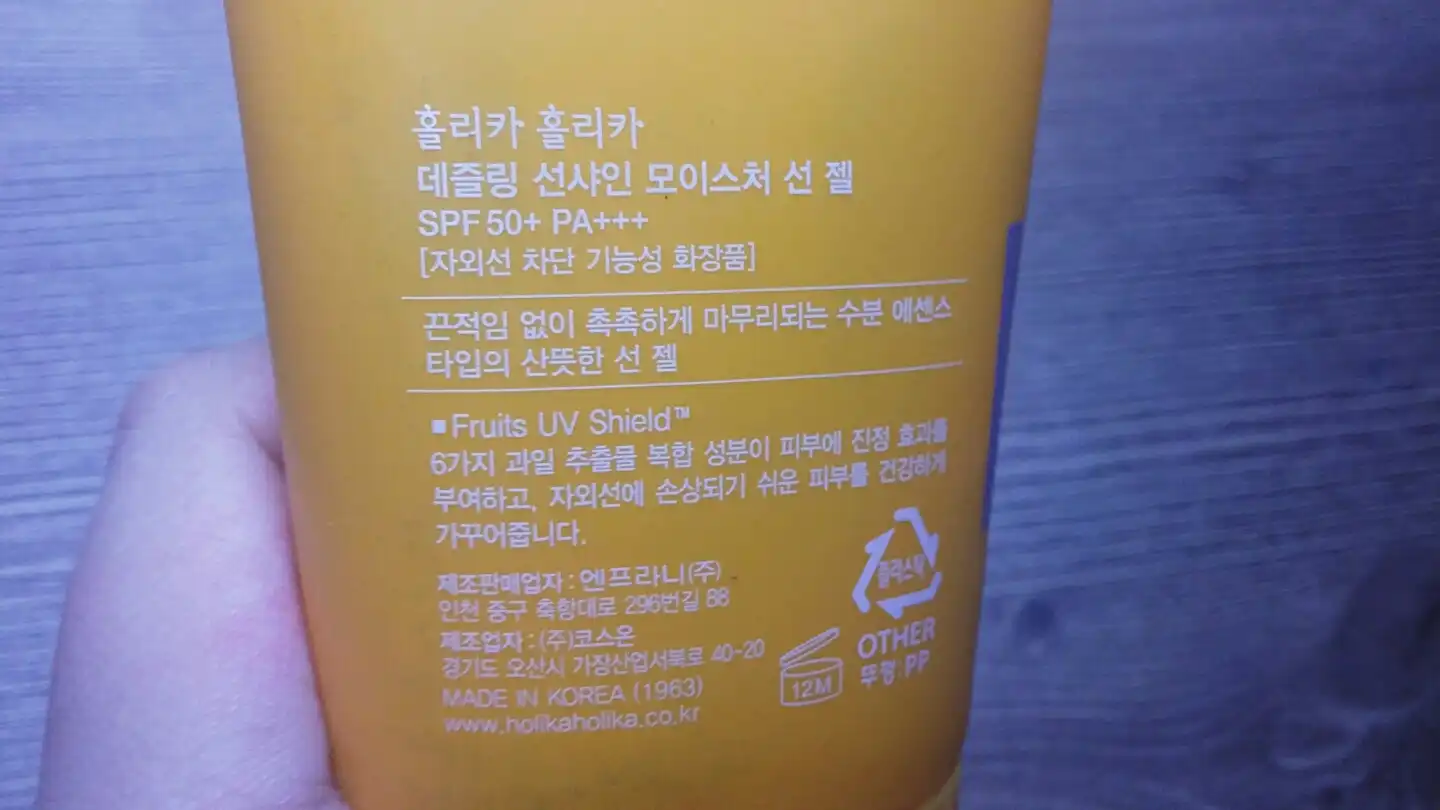 홀리카 홀리카
데즐링 선샤인 모이스처 선 젤
SPF 50+ PA+++
[자외선 차단 기능성 화장품]
끈적임 없이 촉촉하게 마무리되는 수분 에센스
타입의 산뜻한 선 젤
▪Fruits UV Shield™
6가지 과일 추출물 복합 성분이 피부에 진정 효과를
부여하고, 자외선에 손상되기 쉬운 피부를 건강하게
가꾸어줍니다.
제조판매업자 : 엔프라니(주)
인천 중구 축항대로 296번길 88
제조업자 : (주)코스온
경기도 오산시 가장산업서북로 40-20
MADE IN KOREA (1963)
www.holikaholika.co.kr
12M
플라스틱
OTHER
뚜껑:PP